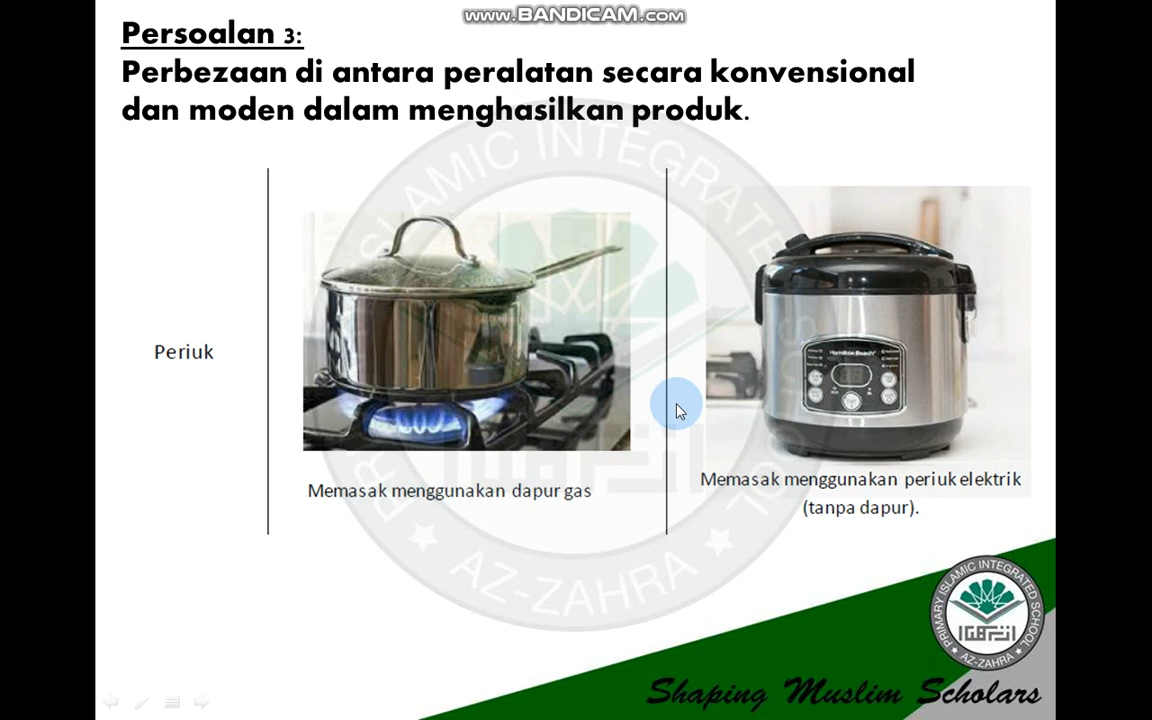 www.BANDICAM.com
Persoalan 3:
Perbezaan di antara peralatan secara konvensional
dan moden dalam menghasilkan produk.
Periuk
Hamilton Beach
Memasak menggunakan dapur gas
Memasak menggunakan periuk elektrik
(tanpa dapur).
PRIMARY ISLAMIC INTEGRATED SCHOOL
AZ-ZAHRA
Shaping Muslim Scholars